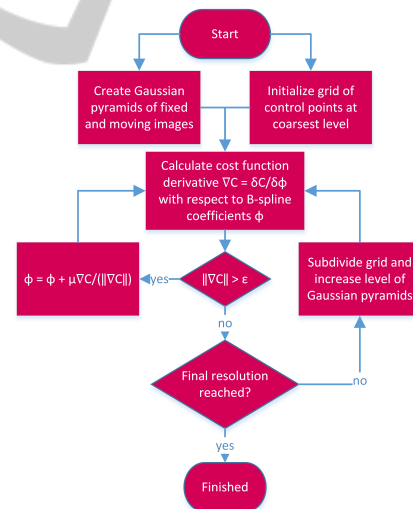 Start
Create Gaussian
pyramids of fixed
and moving images
Initialize grid of
control points at
coarsest level
Calculate cost function
derivative ∇C = δC/δϕ
with respect to B-spline
coefficients ϕ
ϕ = ϕ + μ∇C/(‖∇C‖)
yes
‖∇C‖ > ε
Subdivide grid and
increase level of
Gaussian pyramids
no
Final resolution
reached?
no
yes
Finished